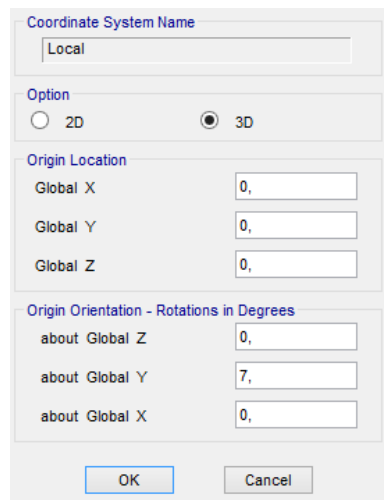 Coordinate System Name
Local
Option
2D 3D
Origin Location
Global X 0,
Global Y 0,
Global Z 0,
Origin Orientation - Rotations in Degrees
about Global Z 0,
about Global Y 7,
about Global X 0,
OK Cancel